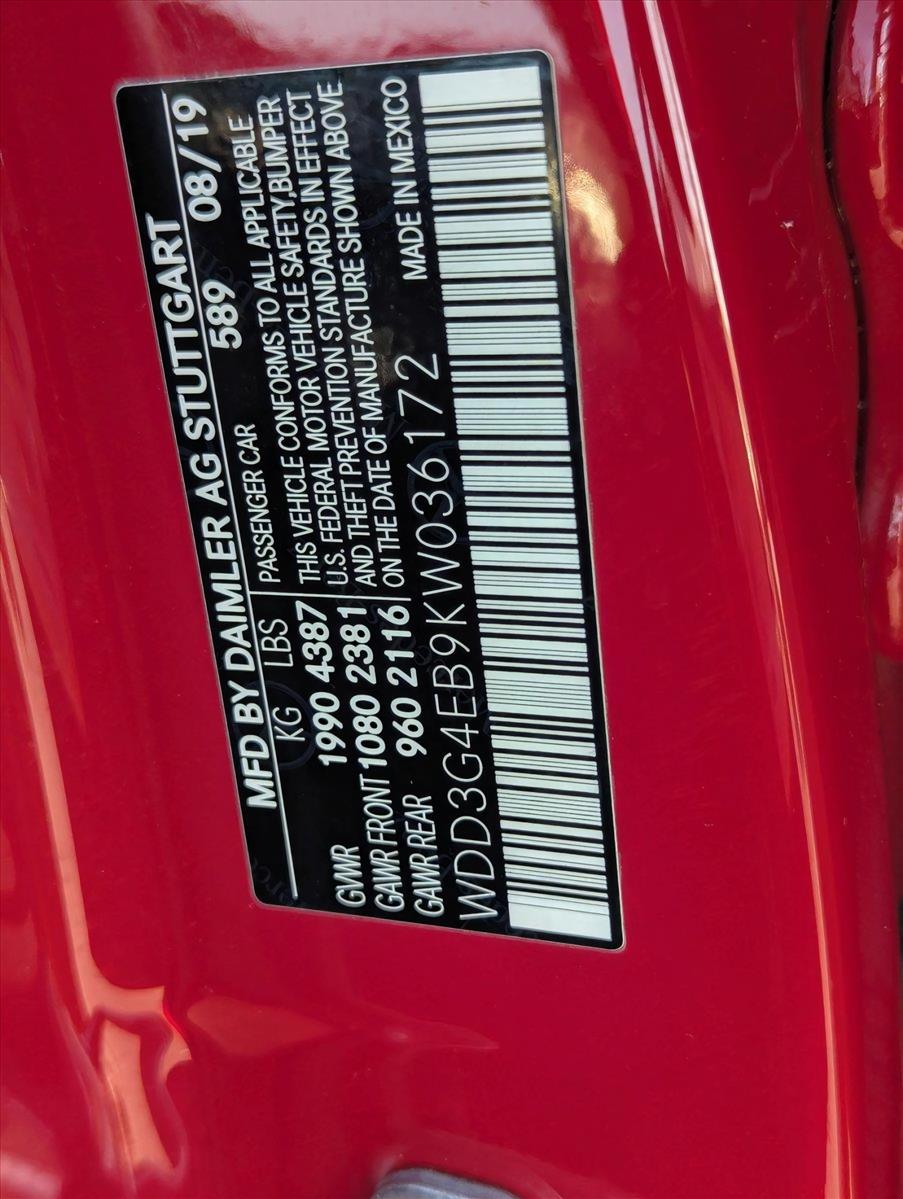 MFD BY DAIMLER AG STUTTGART
589 08/19
KG LBS
PASSENGER CAR
GVWR 1990 4387
GAWR FRONT 1080 2381
GAWR REAR 960 2116
THIS VEHICLE CONFORMS TO ALL APPLICABLE
U.S. FEDERAL MOTOR VEHICLE SAFETY,BUMPER
AND THEFT PREVENTION STANDARDS IN EFFECT
ON THE DATE OF MANUFACTURE SHOWN ABOVE
MADE IN MEXICO
WDD3G4EB9KW036172